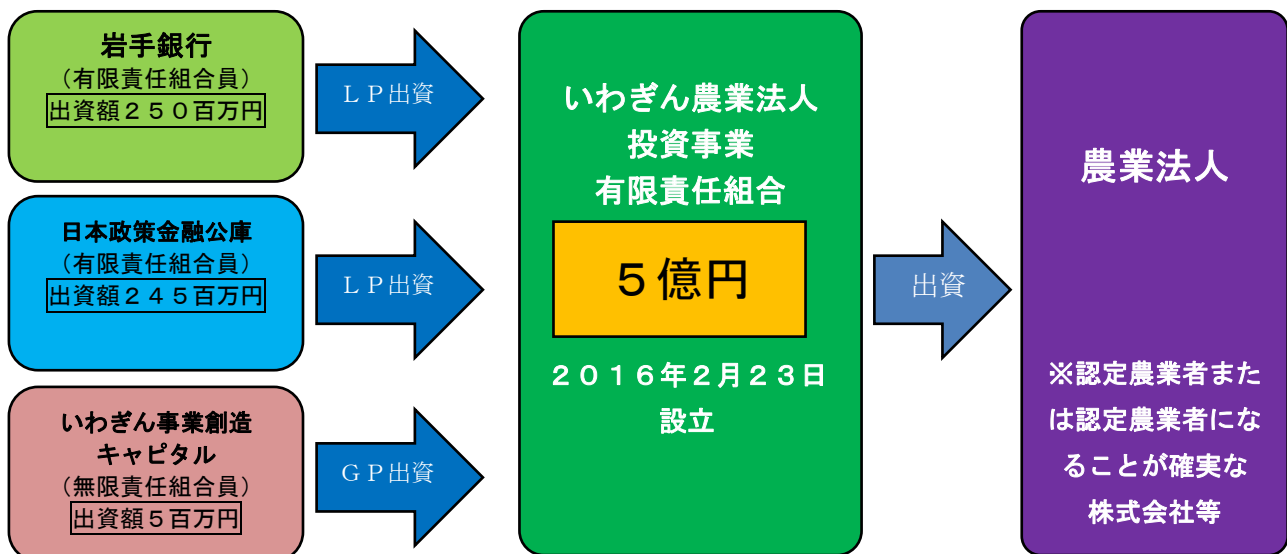 岩手銀行
（有限責任組合員）
出資額２５０百万円
ＬＰ出資
日本政策金融公庫
（有限責任組合員）
出資額２４５百万円
ＬＰ出資
いわぎん事業創造
キャピタル
（無限責任組合員）
出資額５百万円
ＧＰ出資
いわぎん農業法人
投資事業
有限責任組合
５億円
２０１６年２月２３日
設立
出資
農業法人
※認定農業者また
は認定農業者にな
ることが確実な
株式会社等